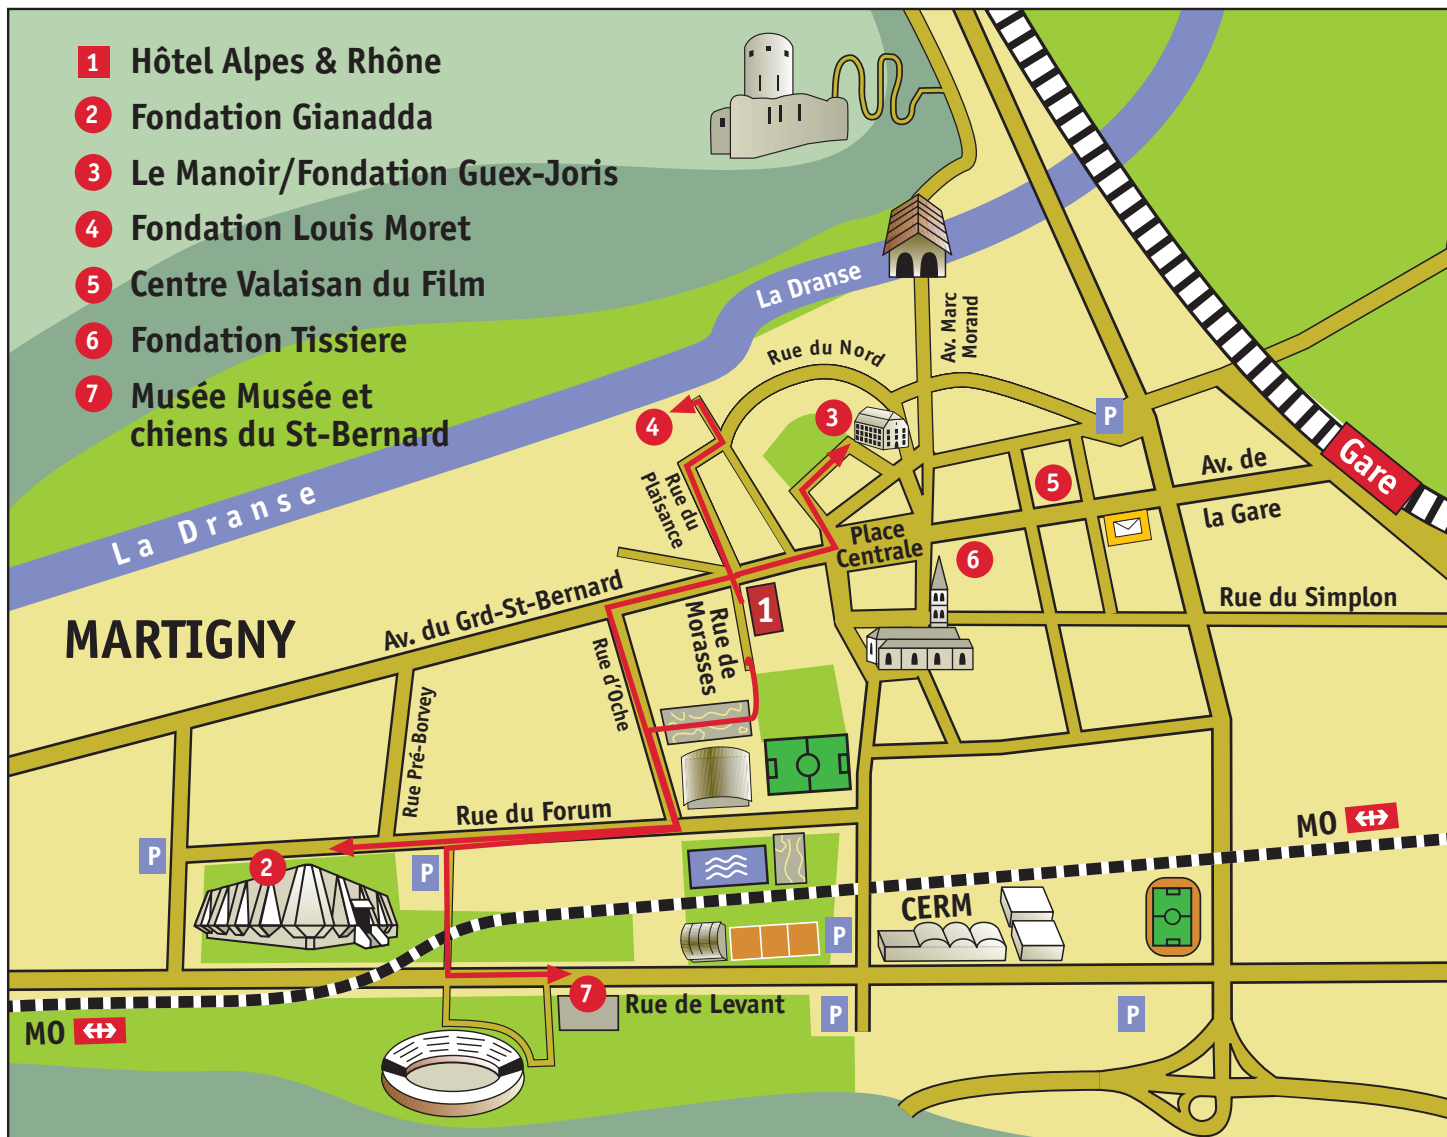 1 Hôtel Alpes & Rhône
2 Fondation Gianadda
3 Le Manoir/Fondation Guex-Joris
4 Fondation Louis Moret
5 Centre Valaisan du Film
6 Fondation Tissiere
7 Musée Musée et
chiens du St-Bernard
La Dranse
Av. Marc
Morand
Rue du Nord
P
3
4
Gare
Av. de
la Gare
5
Rue du
Plaisance
La Dranse
Place
Centrale
6
Av. du Grd-St-Bernard
1
Rue du Simplon
MARTIGNY
Rue de
Morasses
Rue d'Oche
Rue Pré-Borvey
Rue du Forum
MO
P
2
P
CERM
P
7
Rue de Levant
P
P
MO